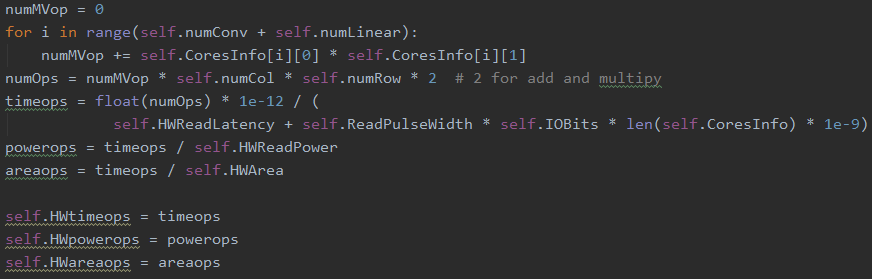 numMVop = 0
for i in range(self.numConv + self.numLinear):
    numMVop += self.CoresInfo[i][0] * self.CoresInfo[i][1]
numOps = numMVop * self.numCol * self.numRow * 2  # 2 for add and multipy
timeops = float(numOps) * 1e-12 / (
            self.HWReadLatency + self.ReadPulseWidth * self.IOBits * len(self.CoresInfo) * 1e-9)
powerops = timeops / self.HWReadPower
areaops = timeops / self.HWArea

self.HWtimeops = timeops
self.HWpowerops = powerops
self.HWareaops = areaops